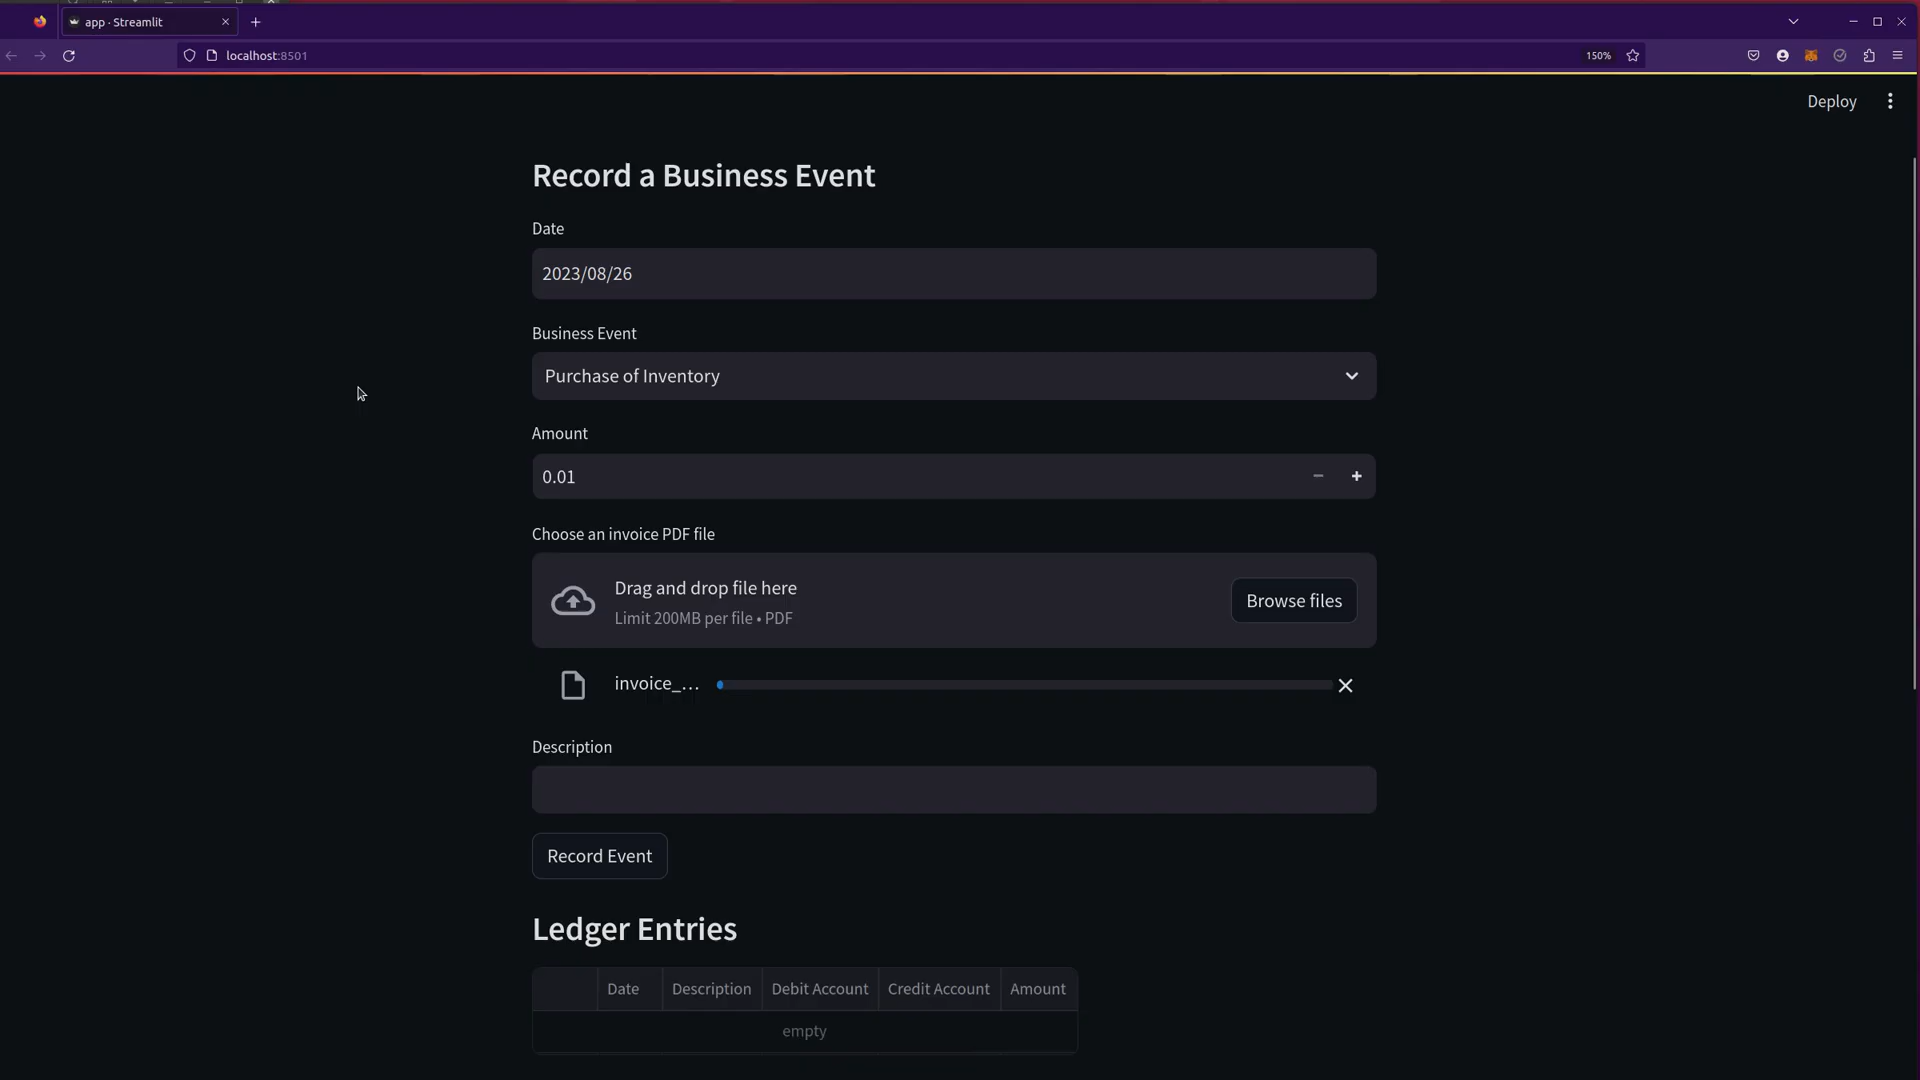 app · Streamlit
localhost:8501
150%
Deploy
Record a Business Event
Date
2023/08/26
Business Event
Purchase of Inventory
Amount
0.01
Choose an invoice PDF file
Drag and drop file here
Limit 200MB per file • PDF
Browse files
invoice_...
Description
Record Event
Ledger Entries
Date Description Debit Account Credit Account Amount
empty